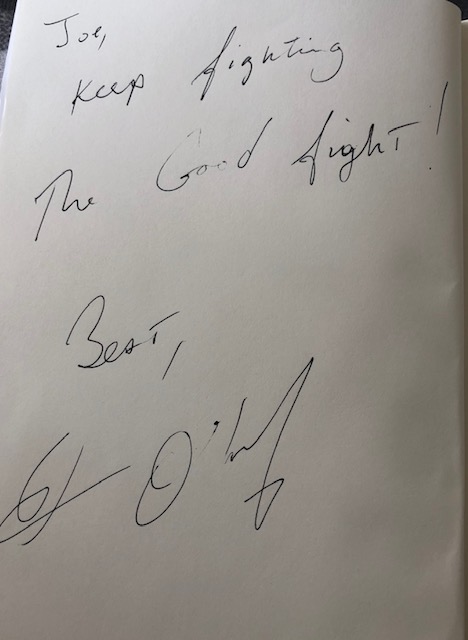 Joe,
Keep fighting
The Good fight!
Best,